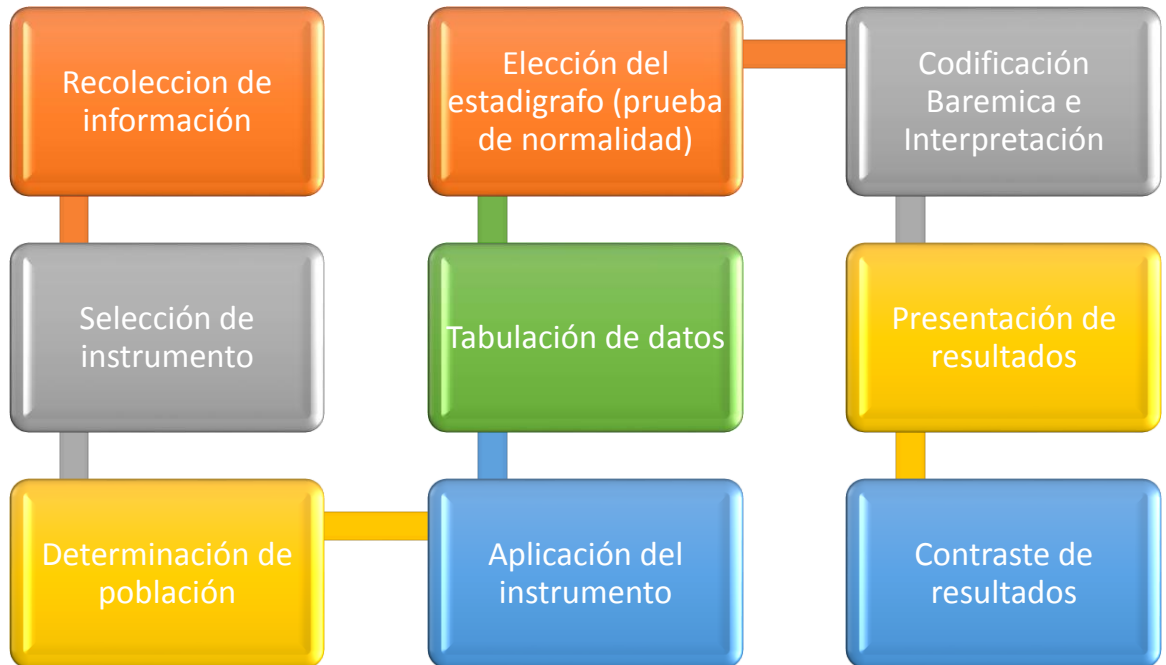 Recoleccion de
información
Selección de
instrumento
Determinación de
población
Aplicación del
instrumento
Tabulación de datos
Elección del
estadigrafo (prueba
de normalidad)
Codificación
Baremica e
Interpretación
Presentación de
resultados
Contraste de
resultados